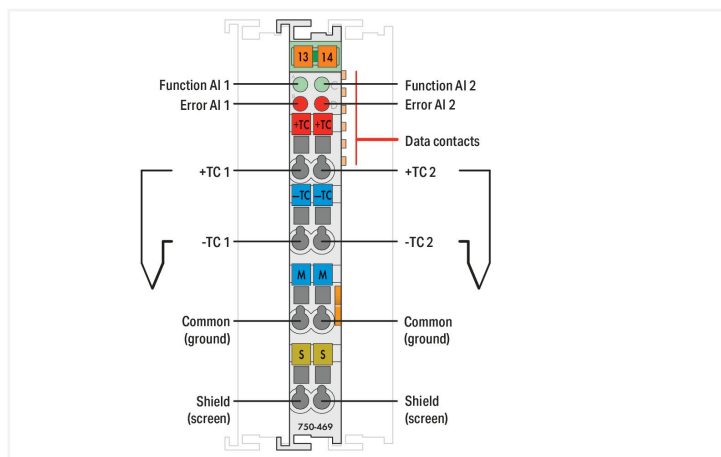 13 14
Function AI 1
Function AI 2
C
Error AI 1
Error AI 2
D
+TC +TC
Data contacts
+TC 1
+TC 2
–TC –TC
-TC 1
-TC 2
M M
Common
(ground)
Common
(ground)
S S
Shield
(screen)
Shield
(screen)
750-469